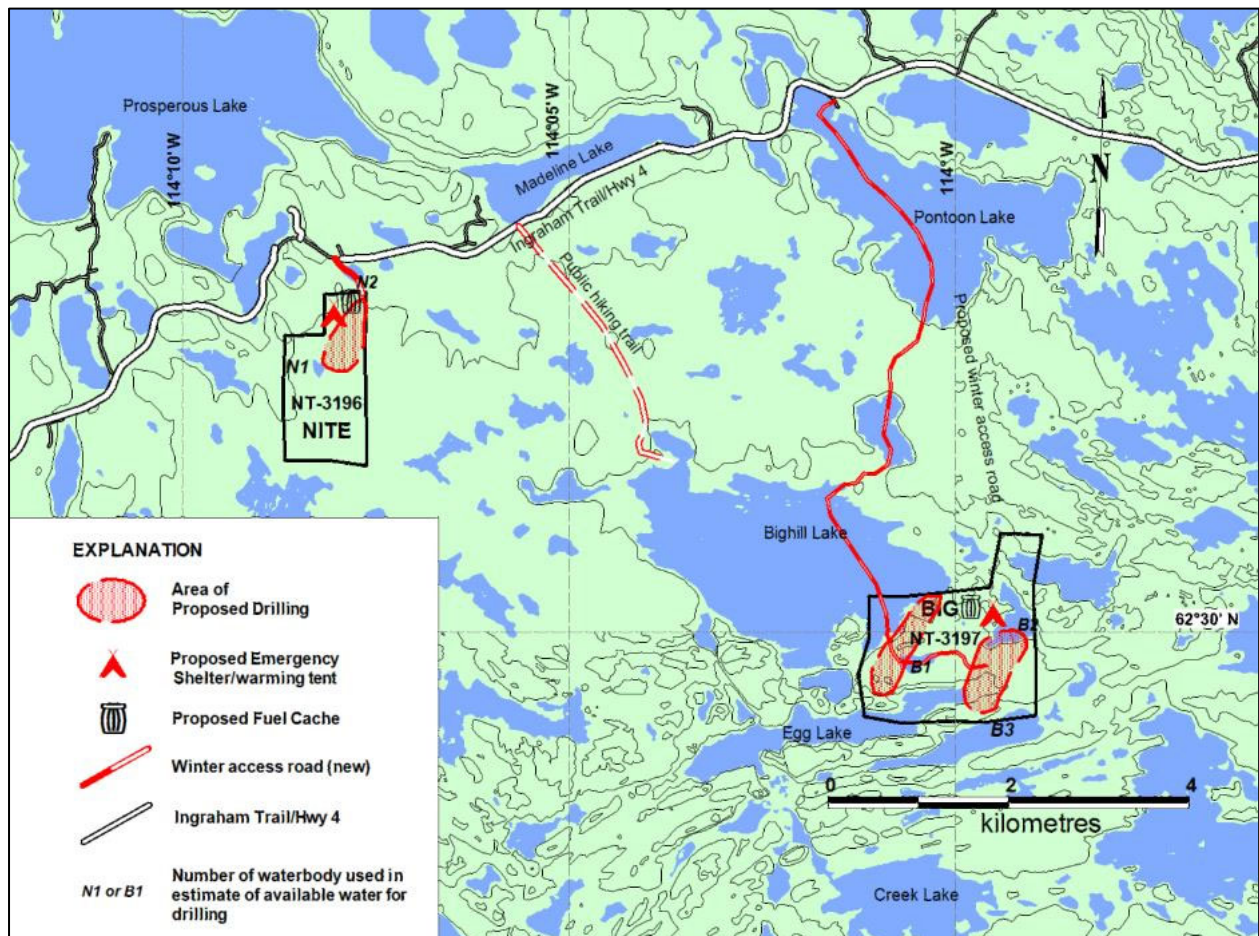 Prosperous Lake
114°10' W
114°05' W
Madeline Lake
Ingraham Trail/Hwy 4
114° W
N
Pontoon Lake
Public hiking trail
Proposed winter access road
N2
N1
NT-3196
NITE
Bighill Lake
BIG
NT-3197
B2
B1
62°30' N
Egg Lake
B3
0 2 4
kilometres
Creek Lake
EXPLANATION
Area of
Proposed Drilling
Proposed Emergency
Shelter/warming tent
Proposed Fuel Cache
Winter access road (new)
Ingraham Trail/Hwy 4
N1 or B1
Number of waterbody used in
estimate of available water for
drilling